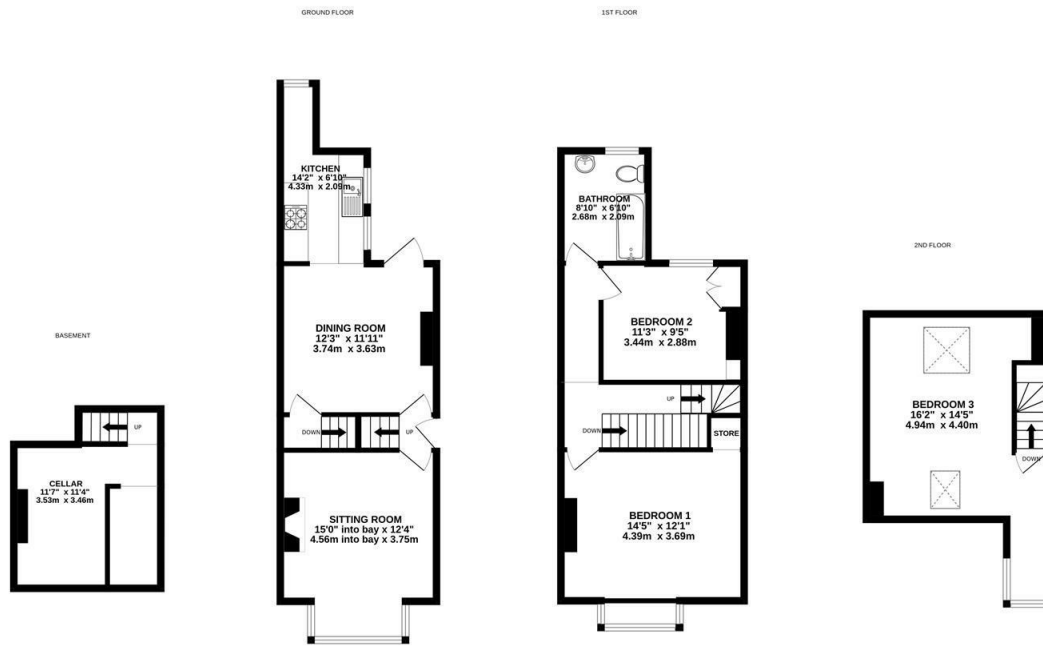 GROUND FLOOR
1ST FLOOR
KITCHEN
14'2" x 6'10"
4.33m x 2.09m
BATHROOM
8'10" x 6'10"
2.68m x 2.09m
2ND FLOOR
BASEMENT
DINING ROOM
12'3" x 11'11"
3.74m x 3.63m
BEDROOM 2
11'3" x 9'5"
3.44m x 2.88m
BEDROOM 3
16'2" x 14'5"
4.94m x 4.40m
UP
UP
DOWN
UP
DOWN
STORE
DOWN
CELLAR
11'7" x 11'4"
3.53m x 3.46m
SITTING ROOM
15'0" into bay x 12'4"
4.56m into bay x 3.75m
BEDROOM 1
14'5" x 12'1"
4.39m x 3.69m